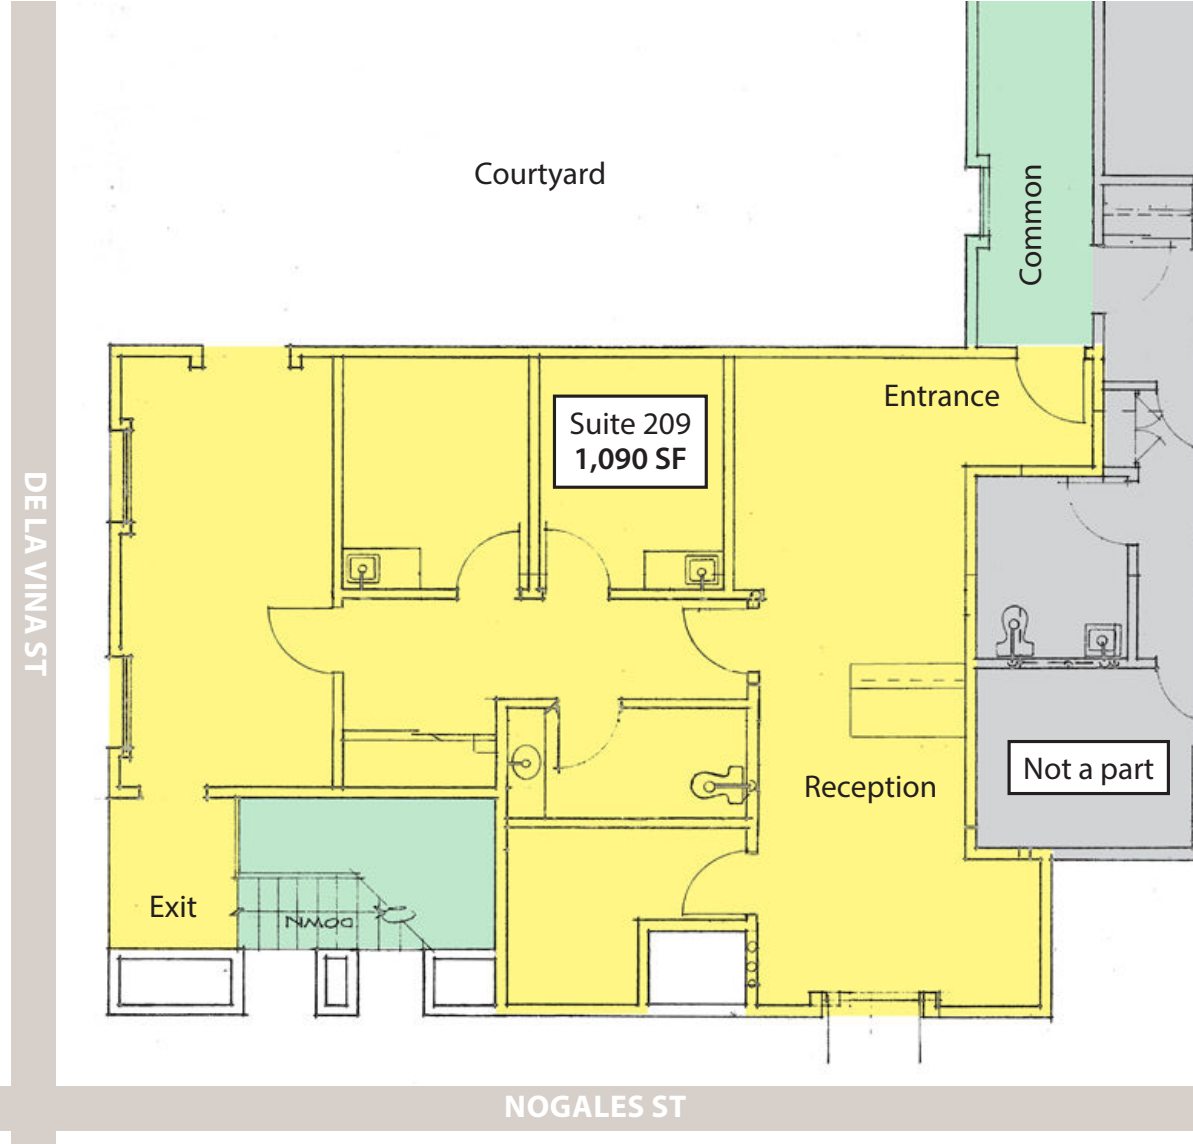 Courtyard
Common
Entrance
Suite 209
1,090 SF
DE LA VINA ST
Not a part
Reception
Exit
DOWN
NOGALES ST